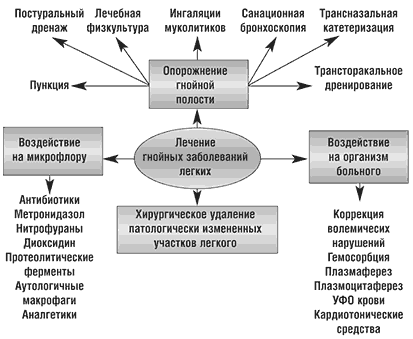 Постуральный
дренаж
Лечебная
физкультура
Ингаляции
муколитиков
Санационная
бронхоскопия
Трансназальная
катетеризация
Пункция
Опорожнение
гнойной
полости
Трансторакальное
дренирование
Воздействие
на микрофлору
Лечение
гнойных заболеваний
легких
Воздействие
на организм
больного
Антибиотики
Метронидазол
Нитрофураны
Диоксидин
Протеолитические
ферменты
Аутологичные
макрофаги
Аналгетики
Хирургическое удаление
патологически измененных
участков легкого
Коррекция
волемичесих
нарушений
Гемосорбция
Плазмаферез
Плазмоцитаферез
УФО крови
Кардиотонические
средства